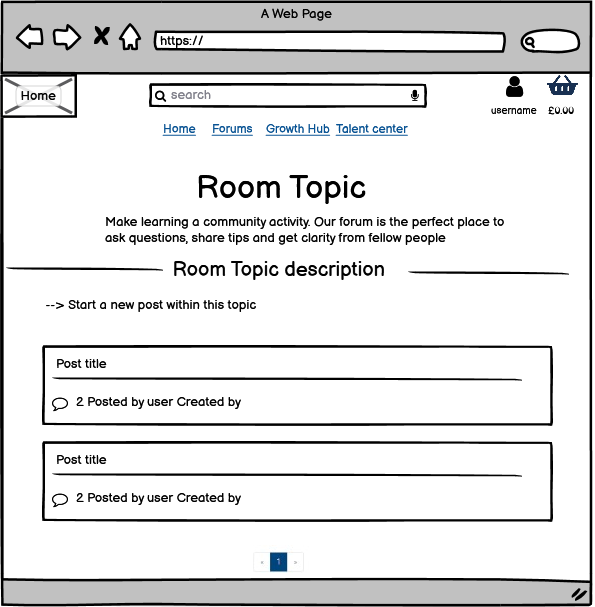 A Web Page
https://
Home
search
username
£0.00
Home Forums Growth Hub Talent center
Room Topic
Make learning a community activity. Our forum is the perfect place to
ask questions, share tips and get clarity from fellow people
Room Topic description
--> Start a new post within this topic
Post title
2 Posted by user Created by
Post title
2 Posted by user Created by
« 1 »